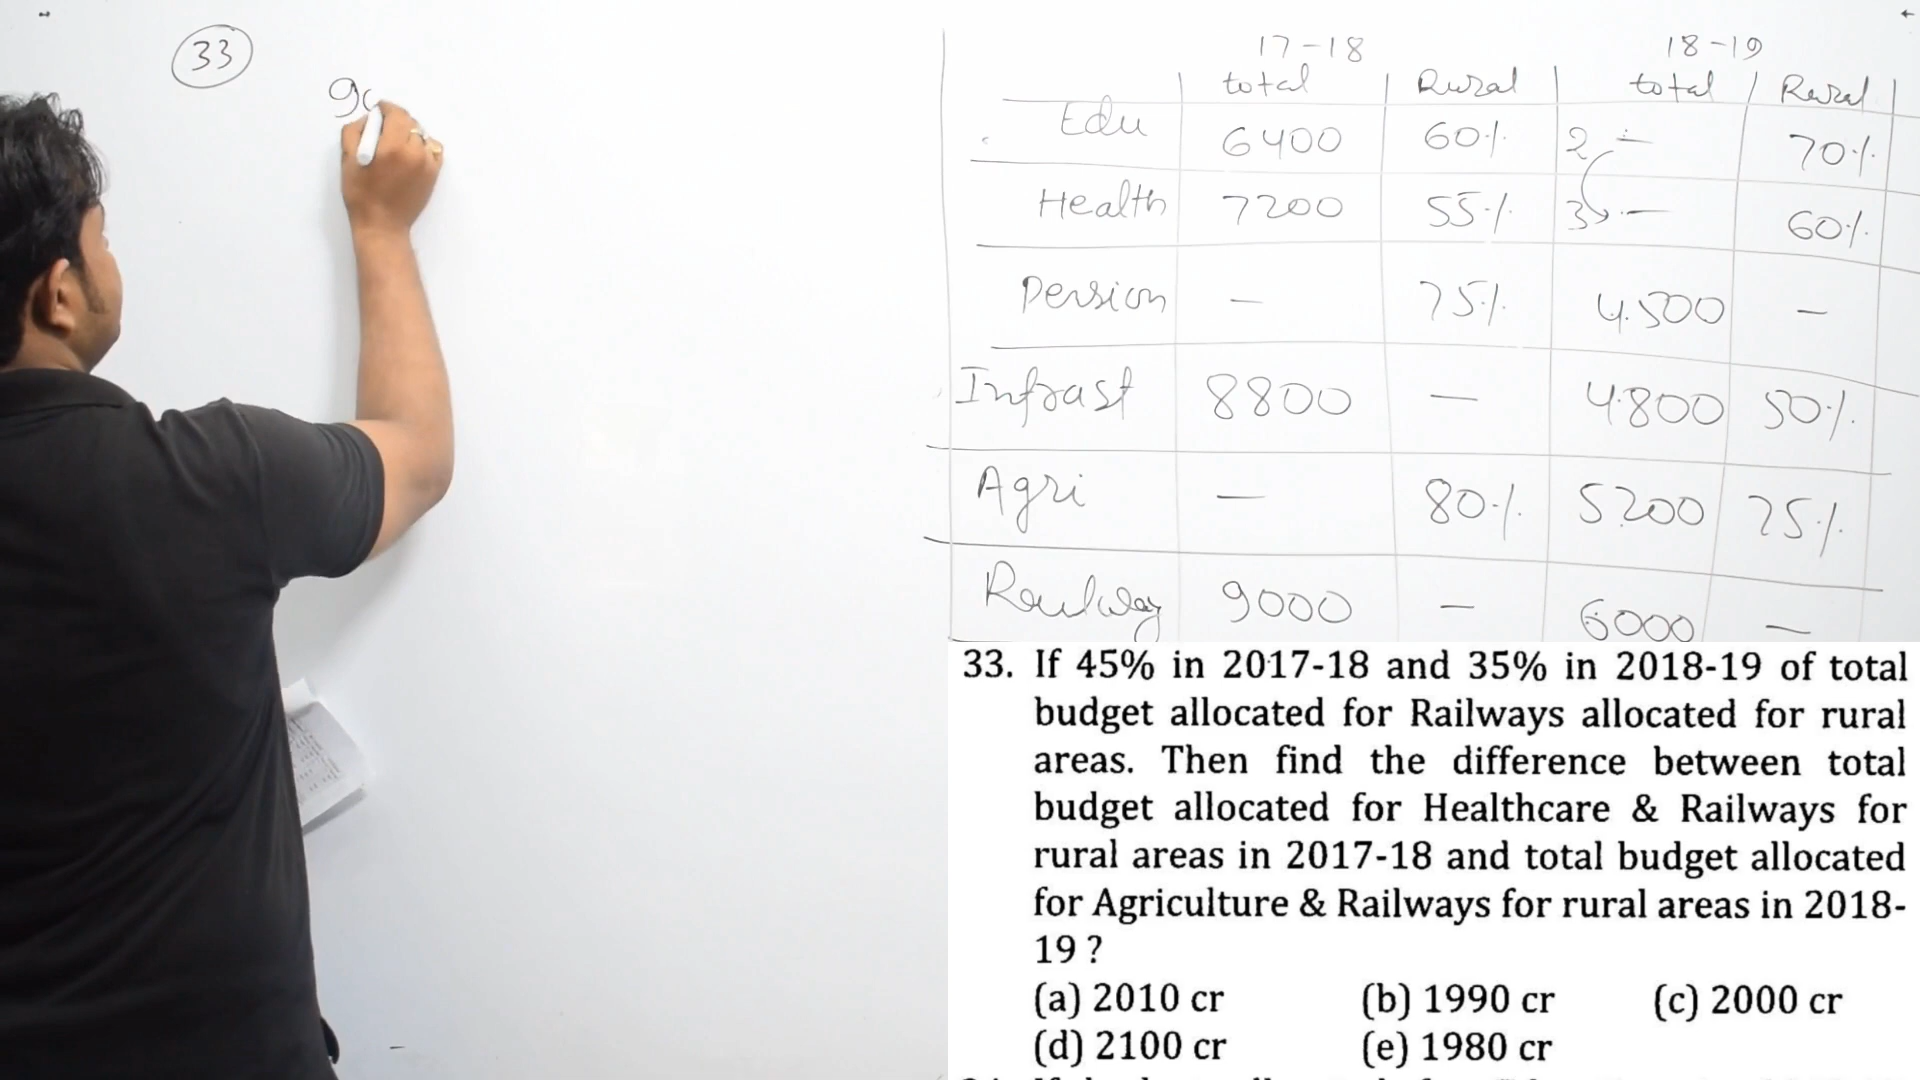 33
90
17-18 18-19
total Rural total Rural
Edu 6400 60% 2 - 70%
Health 7200 55% 3 - 60%
Pension - 75% 4500 -
Infrast 8800 - 4800 50%
Agri - 80% 5200 75%
Railway 9000 - 6000 -
33. If 45% in 2017-18 and 35% in 2018-19 of total
budget allocated for Railways allocated for rural
areas. Then find the difference between total
budget allocated for Healthcare & Railways for
rural areas in 2017-18 and total budget allocated
for Agriculture & Railways for rural areas in 2018-
19 ?
(a) 2010 cr (b) 1990 cr (c) 2000 cr
(d) 2100 cr (e) 1980 cr